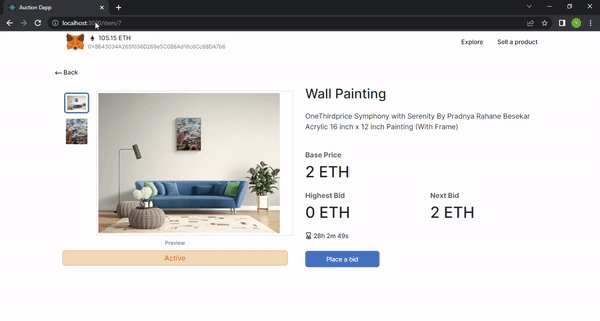 Auction Dapp
localhost:3000/item/7
105.15 ETH
Explore
Sell a product
← Back
Wall Painting
OneThirdprice Symphony with Serenity By Pradnya Rahane Besekar
Acrylic 16 inch x 12 inch Painting (With Frame)
Base Price
2 ETH
Highest Bid
Next Bid
0 ETH
2 ETH
28h 2m 49s
Preview
Active
Place a bid